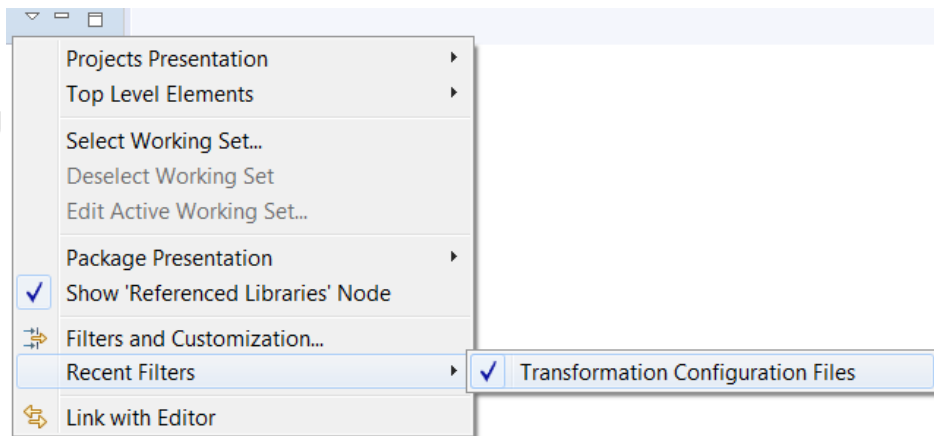 Projects Presentation
Top Level Elements
Select Working Set...
Deselect Working Set
Edit Active Working Set...
Package Presentation
Show 'Referenced Libraries' Node
Filters and Customization...
Recent Filters
Transformation Configuration Files
Link with Editor